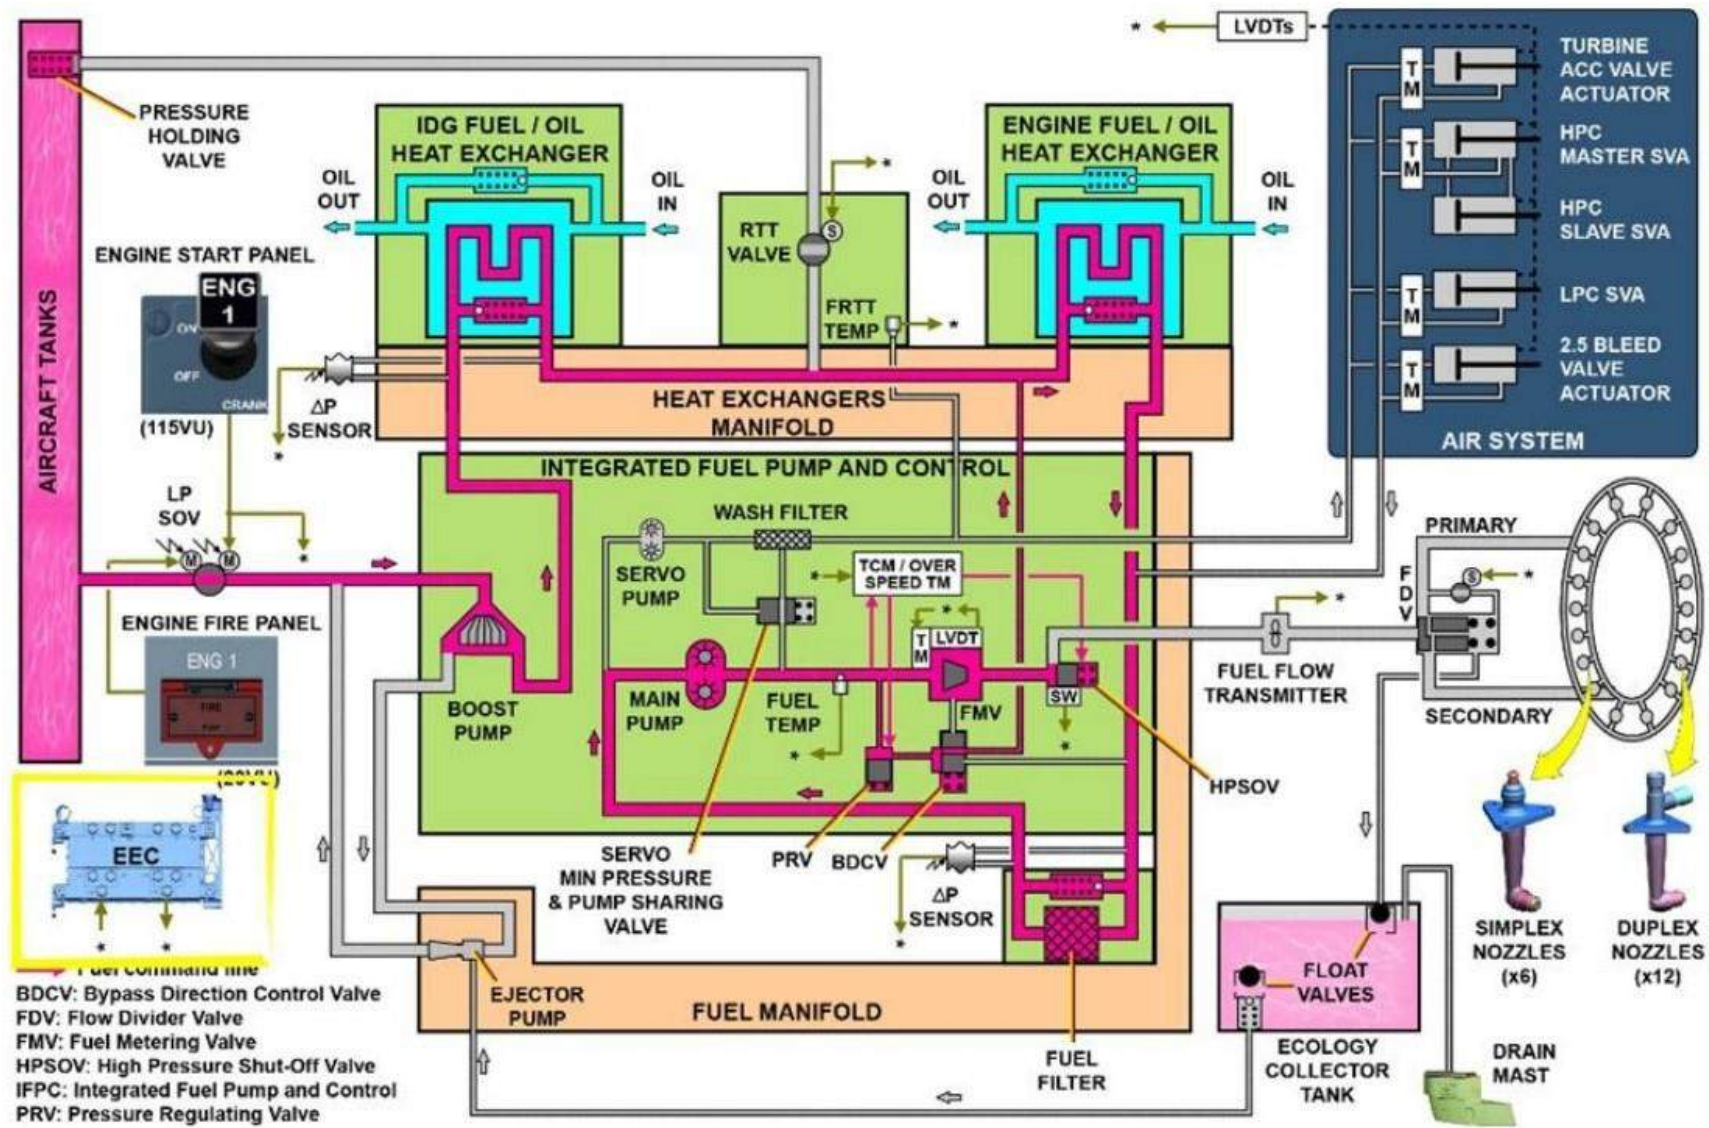 * LVDTs
TURBINE
ACC VALVE
ACTUATOR
T
M
HPC
MASTER SVA
T
M
HPC
SLAVE SVA
LPC SVA
T
M
2.5 BLEED
VALVE
ACTUATOR
T
M
AIR SYSTEM
PRESSURE
HOLDING
VALVE
AIRCRAFT TANKS
IDG FUEL / OIL
HEAT EXCHANGER
OIL
OUT
OIL
IN
ENGINE FUEL / OIL
HEAT EXCHANGER
OIL
OUT
OIL
IN
*
S
RTT
VALVE
FRTT
TEMP
*
ENGINE START PANEL
ENG
1
ON
OFF
CRANK
(115VU)
ΔP
SENSOR
*
HEAT EXCHANGERS
MANIFOLD
LP
SOV
M
M
*
ENGINE FIRE PANEL
ENG 1
FIRE
INTEGRATED FUEL PUMP AND CONTROL
WASH FILTER
SERVO
PUMP
*
TCM / OVER
SPEED TM
*
T
M
LVDT
BOOST
PUMP
MAIN
PUMP
FUEL
TEMP
*
FMV
SW
*
HPSOV
PRV
BDCV
SERVO
MIN PRESSURE
& PUMP SHARING
VALVE
ΔP
SENSOR
*
*
FUEL FLOW
TRANSMITTER
PRIMARY
F
D
V
S
*
SECONDARY
SIMPLEX
NOZZLES
(x6)
DUPLEX
NOZZLES
(x12)
EEC
*
*
Fuel command line
BDCV: Bypass Direction Control Valve
FDV: Flow Divider Valve
FMV: Fuel Metering Valve
HPSOV: High Pressure Shut-Off Valve
IFPC: Integrated Fuel Pump and Control
PRV: Pressure Regulating Valve
EJECTOR
PUMP
FUEL MANIFOLD
FUEL
FILTER
FLOAT
VALVES
ECOLOGY
COLLECTOR
TANK
DRAIN
MAST